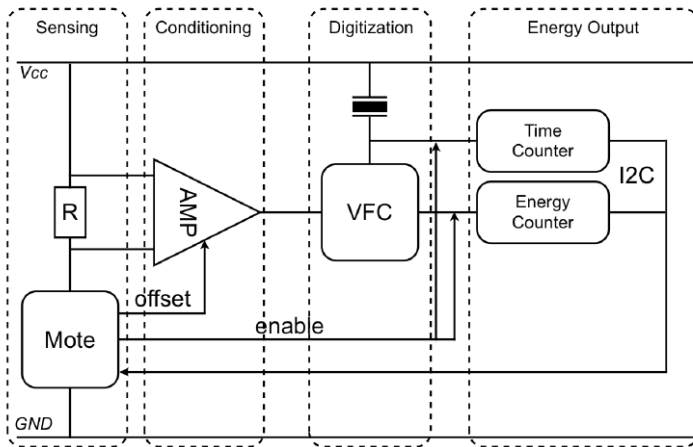 Sensing
Conditioning
Digitization
Energy Output
Vcc
Time
Counter
I2C
R
AMP
VFC
Energy
Counter
offset
Mote
enable
GND